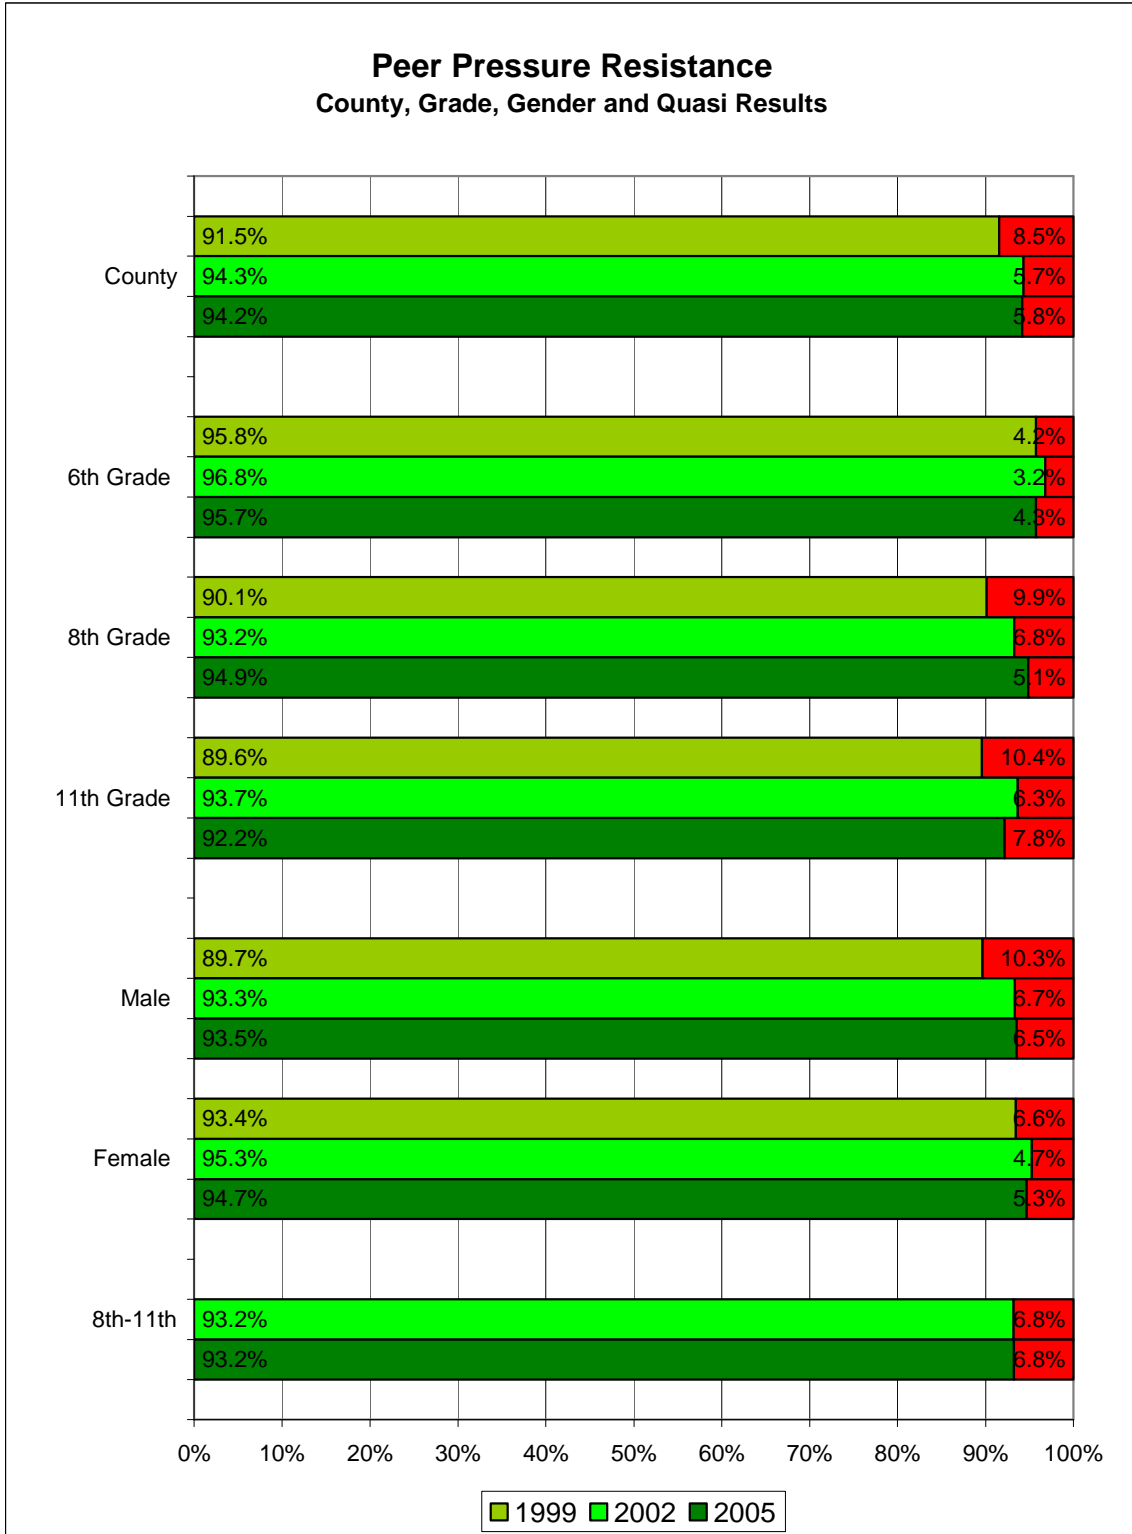 Peer Pressure Resistance
County, Grade, Gender and Quasi Results
91.5% 8.5%
County 94.3% 5.7%
94.2% 5.8%
95.8% 4.2%
6th Grade 96.8% 3.2%
95.7% 4.3%
90.1% 9.9%
8th Grade 93.2% 6.8%
94.9% 5.1%
89.6% 10.4%
11th Grade 93.7% 6.3%
92.2% 7.8%
89.7% 10.3%
Male 93.3% 6.7%
93.5% 6.5%
93.4% 6.6%
Female 95.3% 4.7%
94.7% 5.3%
8th-11th 93.2% 6.8%
93.2% 6.8%
0% 10% 20% 30% 40% 50% 60% 70% 80% 90% 100%
1999 2002 2005